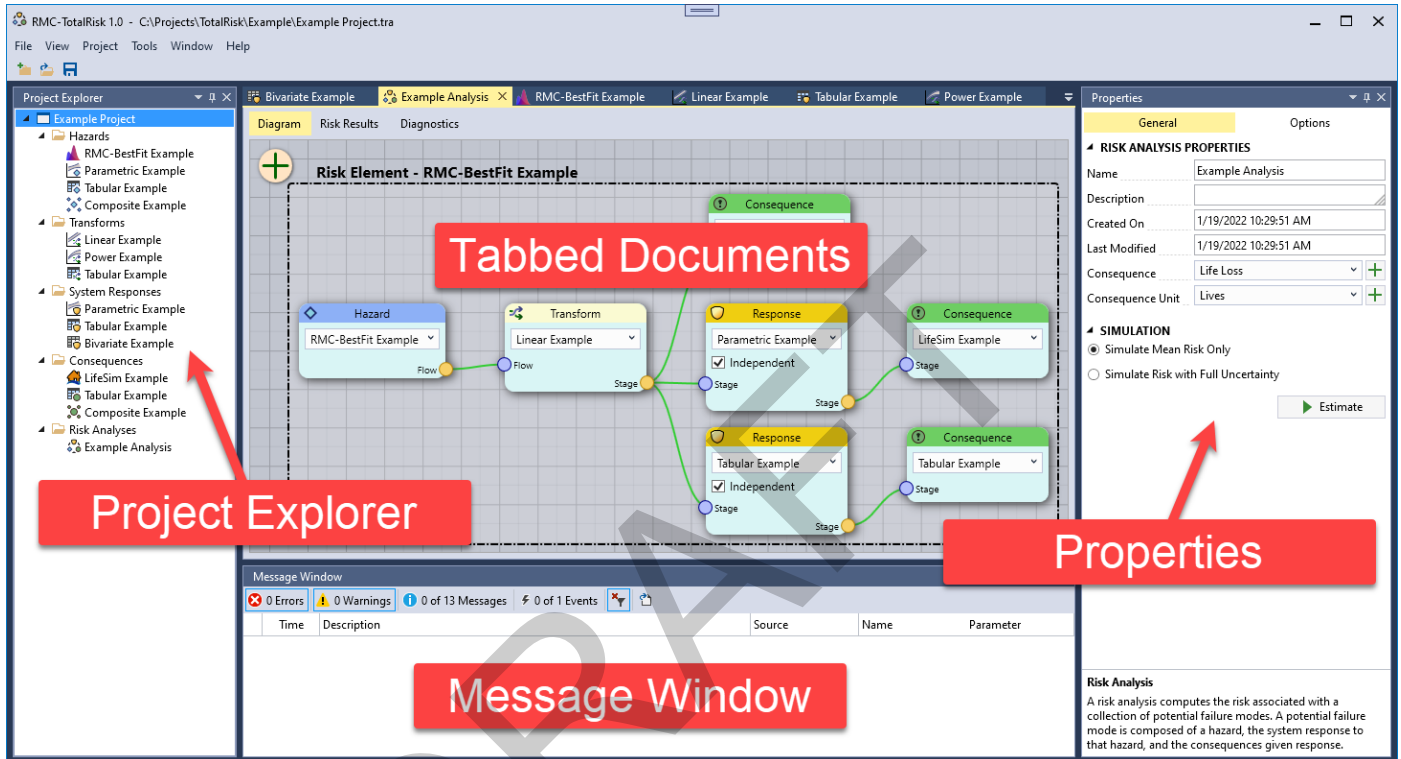 RMC-TotalRisk 1.0 - C:\Projects\TotalRisk\Example\Example Project.tra
File View Project Tools Window Help
Project Explorer
Example Project
Hazards
RMC-BestFit Example
Parametric Example
Tabular Example
Composite Example
Transforms
Linear Example
Power Example
Tabular Example
System Responses
Parametric Example
Tabular Example
Bivariate Example
Consequences
LifeSim Example
Tabular Example
Composite Example
Risk Analyses
Example Analysis
Project Explorer
Bivariate Example Example Analysis RMC-BestFit Example Linear Example Tabular Example Power Example
Diagram Risk Results Diagnostics
Risk Element - RMC-BestFit Example
Tabbed Documents
Consequence
Hazard
RMC-BestFit Example
Flow
Transform
Linear Example
Flow
Stage
Response
Parametric Example
Independent
Stage
Stage
Consequence
LifeSim Example
Stage
Response
Tabular Example
Independent
Stage
Stage
Consequence
Tabular Example
Stage
Message Window
0 Errors 0 Warnings 0 of 13 Messages 0 of 1 Events
Time Description Source Name Parameter
Message Window
Properties
General Options
RISK ANALYSIS PROPERTIES
Name Example Analysis
Description
Created On 1/19/2022 10:29:51 AM
Last Modified 1/19/2022 10:29:51 AM
Consequence Life Loss
Consequence Unit Lives
SIMULATION
Simulate Mean Risk Only
Simulate Risk with Full Uncertainty
Estimate
Properties
Risk Analysis
A risk analysis computes the risk associated with a
collection of potential failure modes. A potential failure
mode is composed of a hazard, the system response to
that hazard, and the consequences given response.
DRAFT